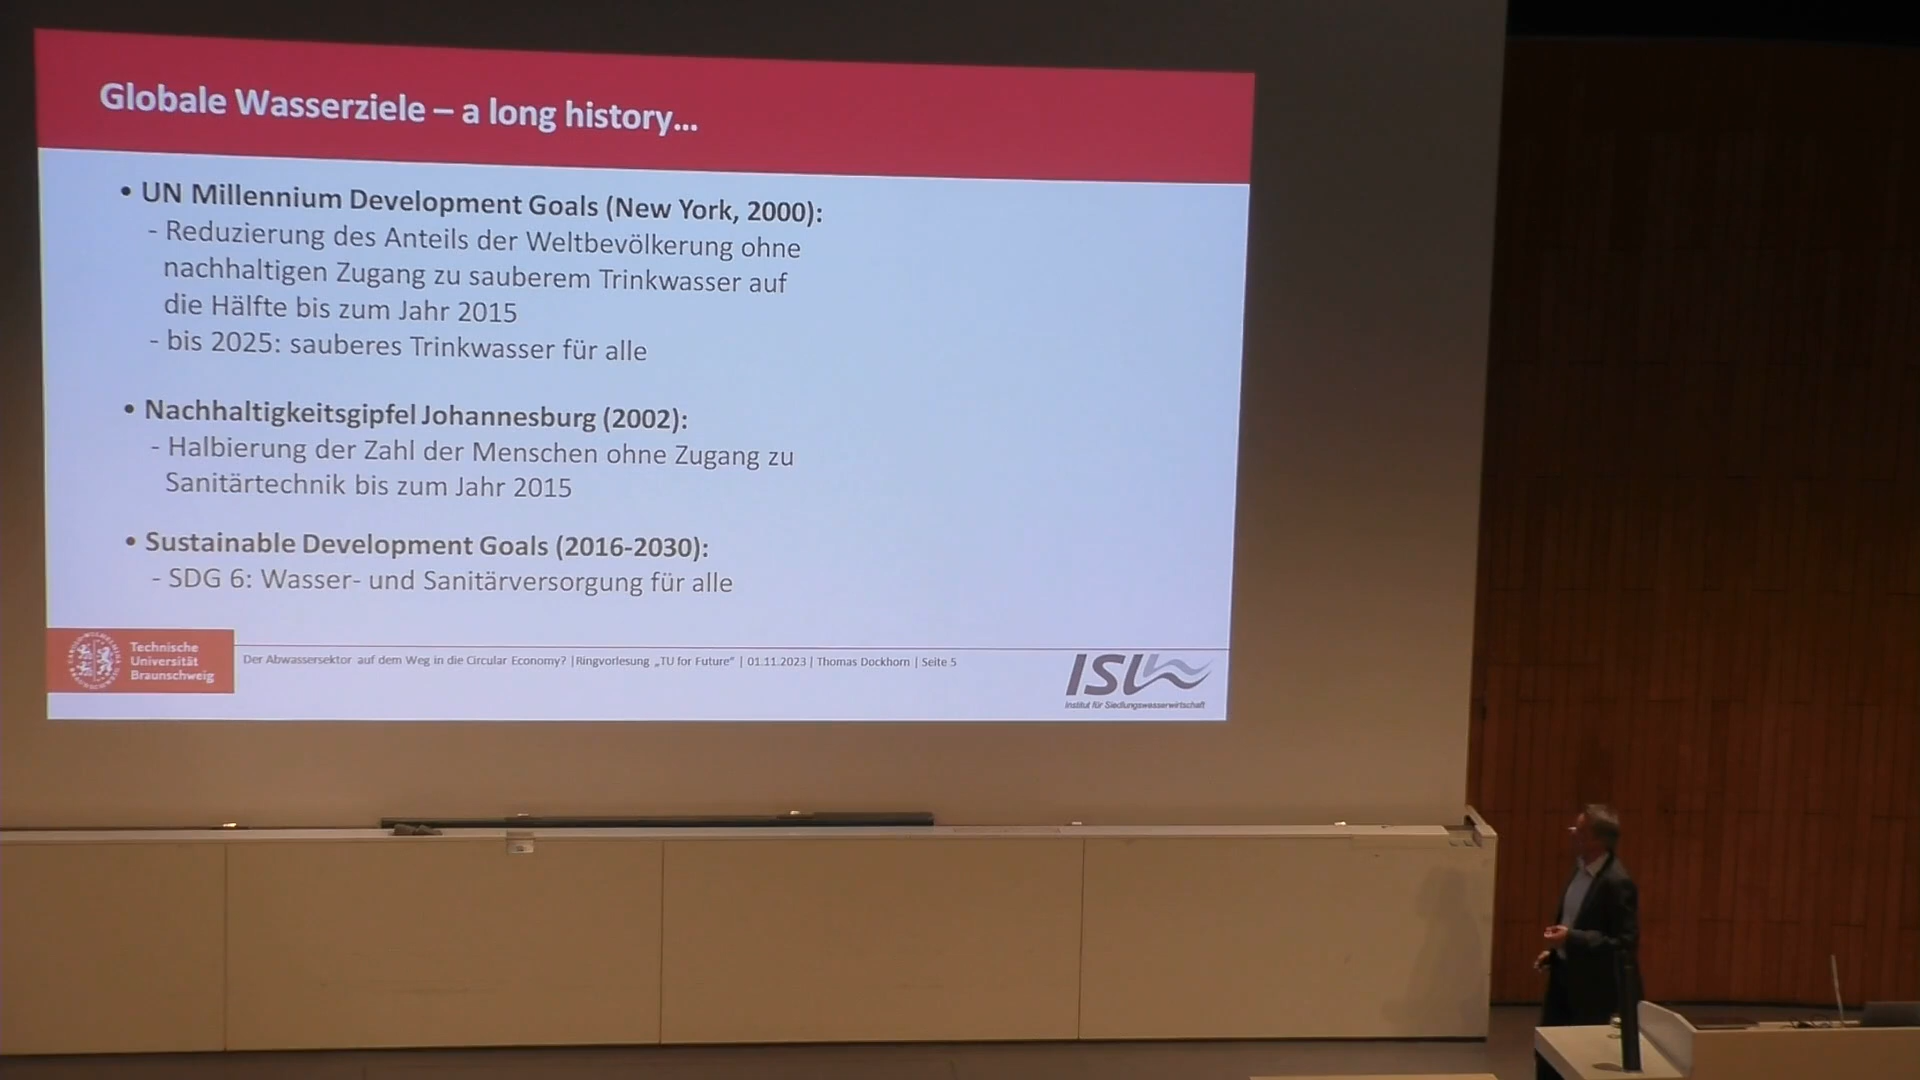 Globale Wasserziele – a long history...
• UN Millennium Development Goals (New York, 2000):
- Reduzierung des Anteils der Weltbevölkerung ohne
nachhaltigen Zugang zu sauberem Trinkwasser auf
die Hälfte bis zum Jahr 2015
- bis 2025: sauberes Trinkwasser für alle
• Nachhaltigkeitsgipfel Johannesburg (2002):
- Halbierung der Zahl der Menschen ohne Zugang zu
Sanitärtechnik bis zum Jahr 2015
• Sustainable Development Goals (2016-2030):
- SDG 6: Wasser- und Sanitärversorgung für alle
Technische
Universität
Braunschweig
Der Abwassersektor auf dem Weg in die Circular Economy? |Ringvorlesung „TU for Future“ | 01.11.2023 | Thomas Dockhorn | Seite 5
ISW
Institut für Siedlungswasserwirtschaft